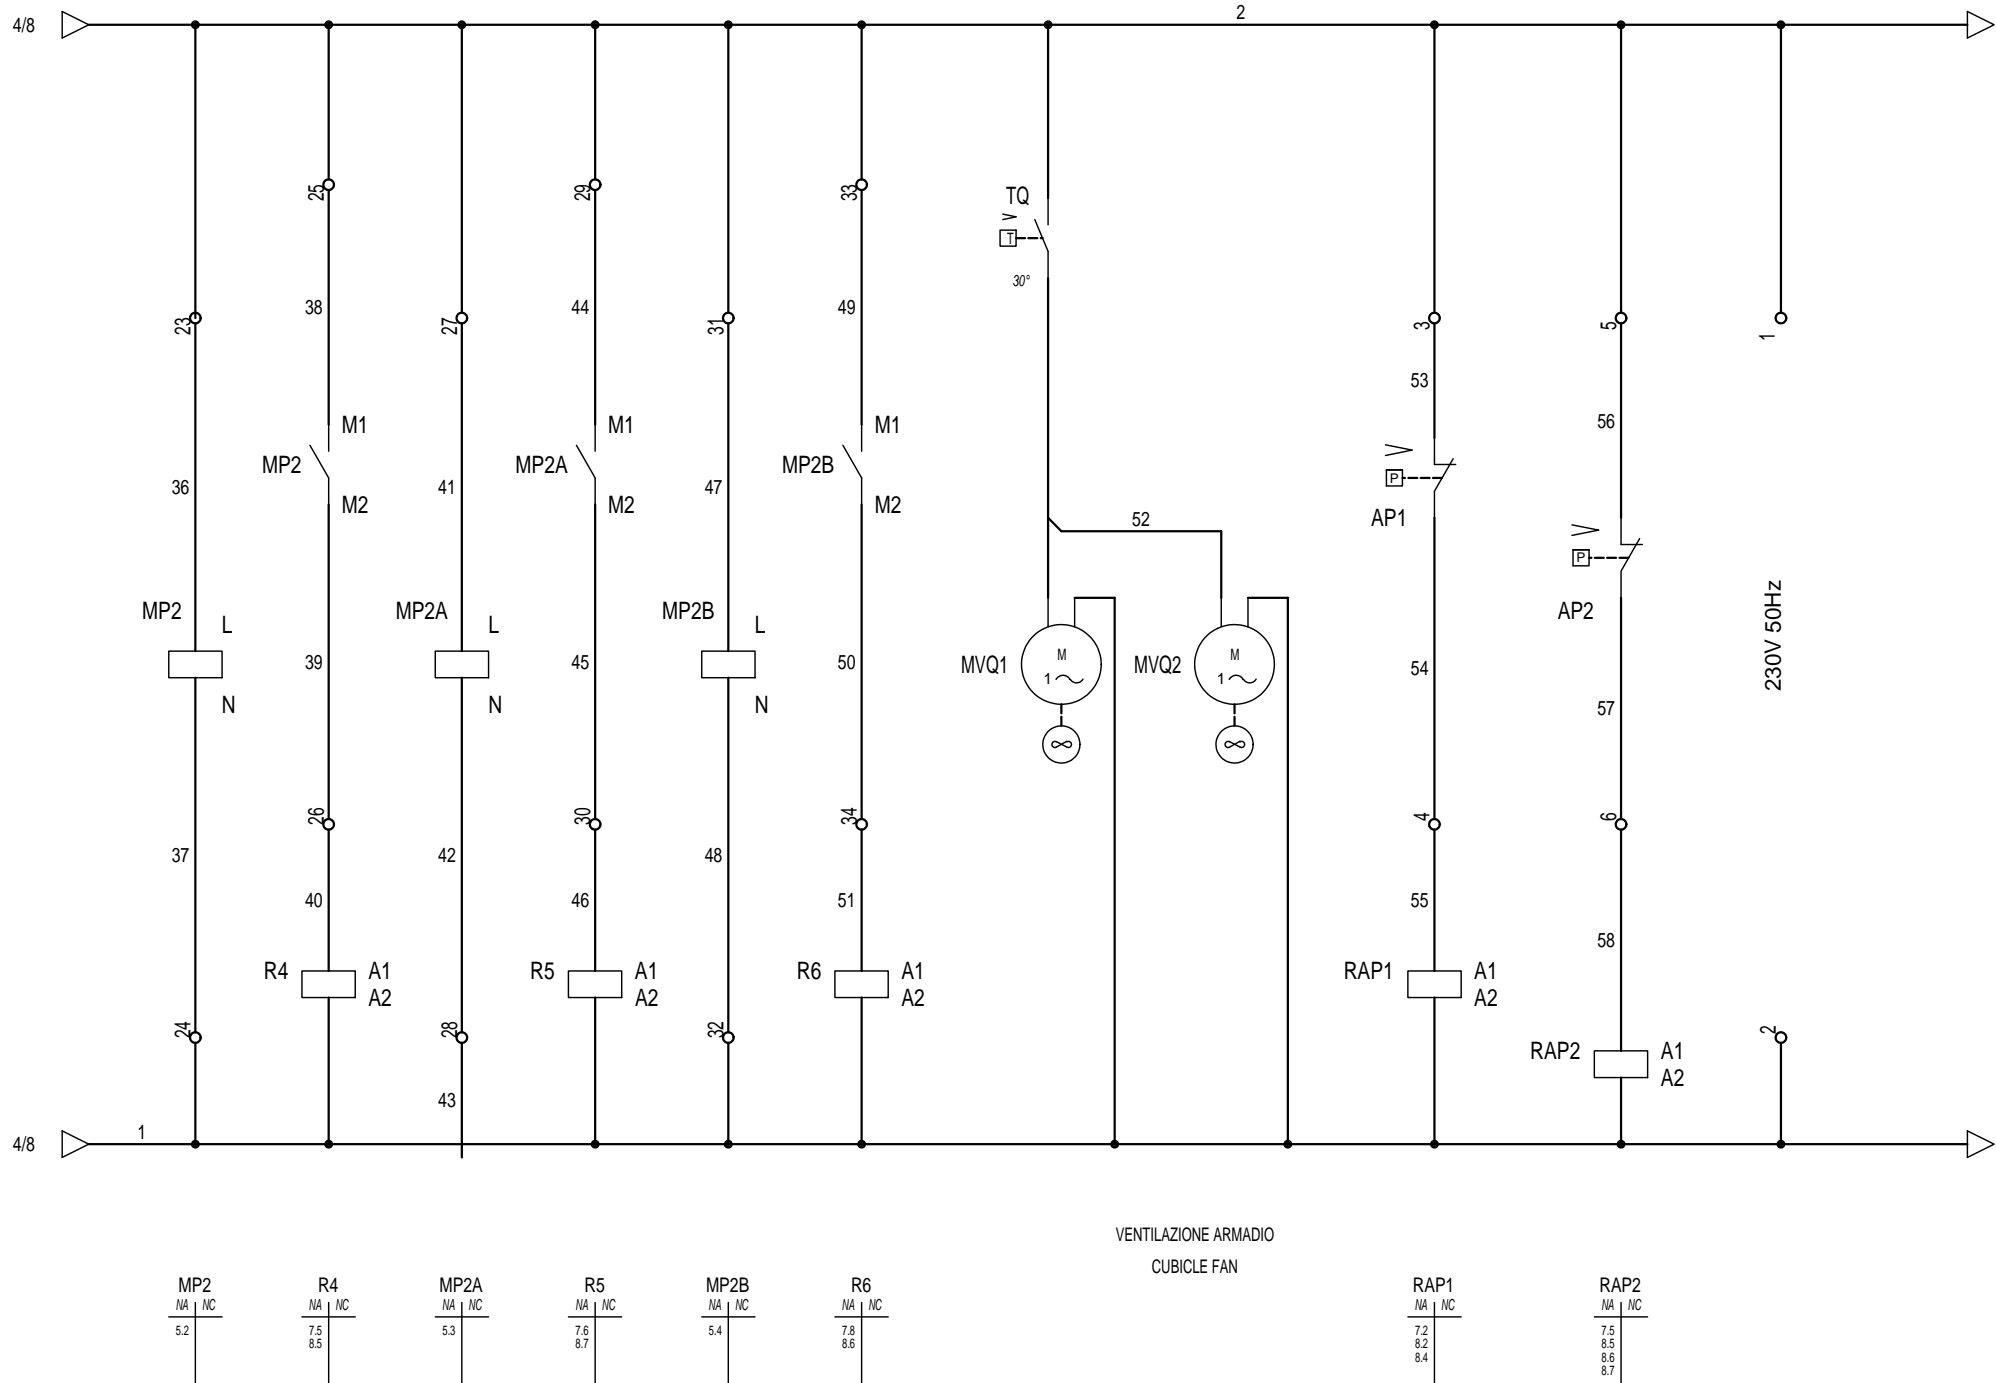 4/8
2
25
29
33
TQ
T
30°
38
44
49
23
27
31
3
5
1
53
56
M1
M1
M1
MP2
MP2A
MP2B
P
36
41
47
M2
M2
M2
AP1
52
P
MP2
L
MP2A
L
MP2B
L
AP2
230V 50Hz
39
45
50
MVQ1
M
1
MVQ2
M
1
54
N
N
N
57
26
30
34
4
6
37
42
48
40
46
51
55
58
R4
A1
A2
R5
A1
A2
R6
A1
A2
RAP1
A1
A2
24
28
32
2
RAP2
A1
A2
43
4/8
1
VENTILAZIONE ARMADIO
CUBICLE FAN
MP2
NA NC
5.2
R4
NA NC
7.5
8.5
MP2A
NA NC
5.3
R5
NA NC
7.6
8.7
MP2B
NA NC
5.4
R6
NA NC
7.8
8.6
RAP1
NA NC
7.2
8.2
8.4
RAP2
NA NC
7.5
8.5
8.6
8.7